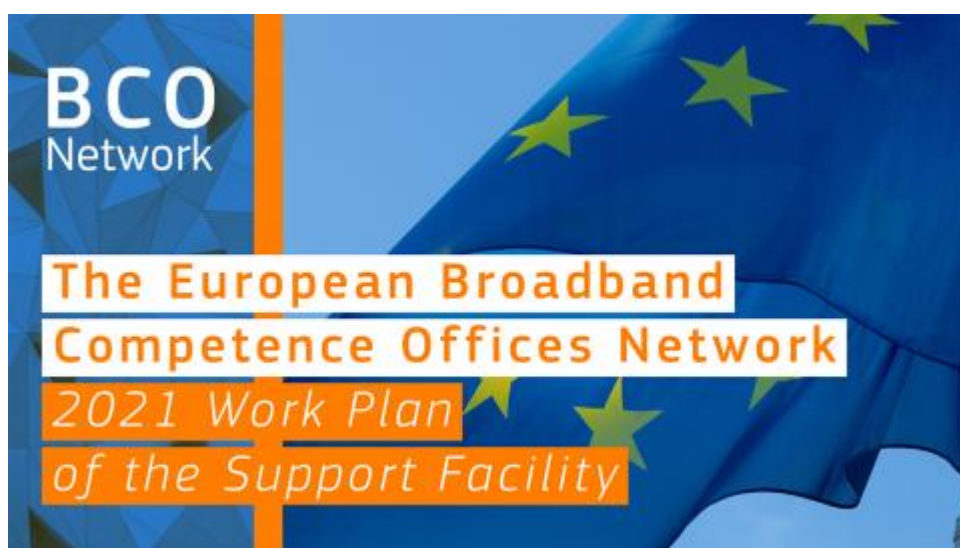 BCO
Network
The European Broadband
Competence Offices Network
2021 Work Plan
of the Support Facility